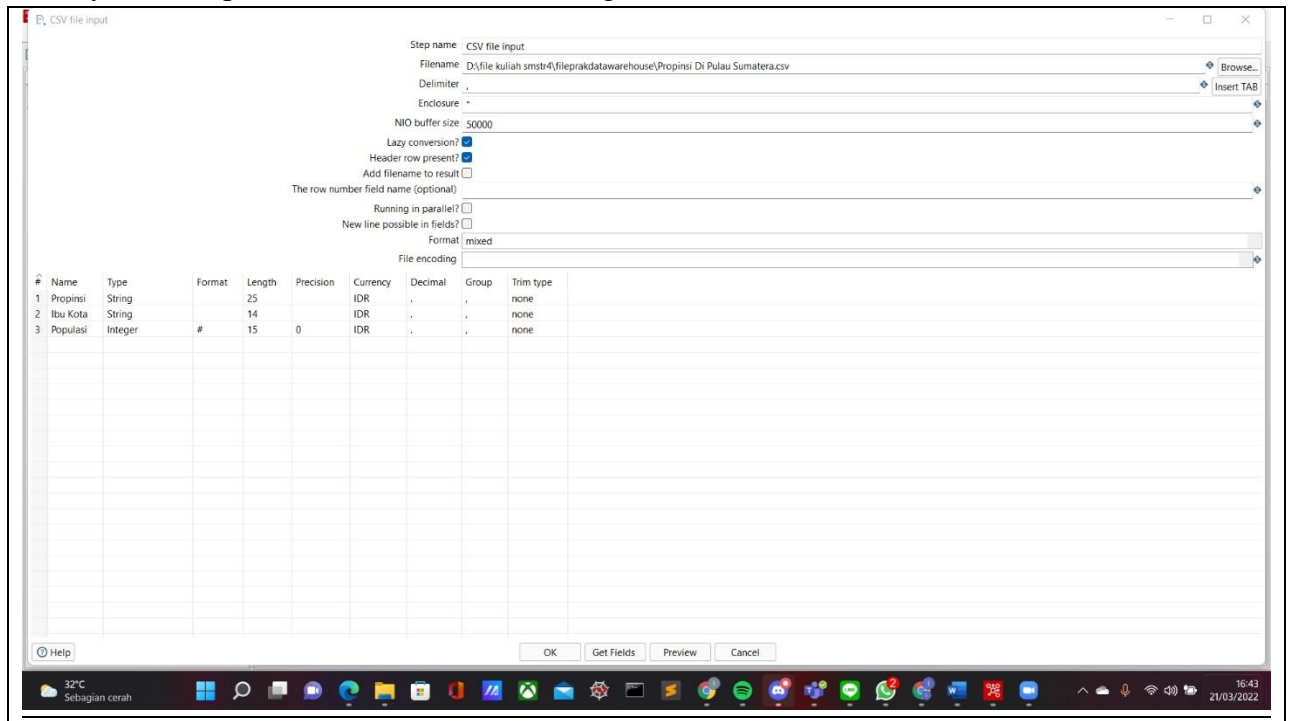 CSV file input
Step name CSV file input
Filename D:\file kuliah smstr4\fileprakdatawarehouse\Propinsi Di Pulau Sumatera.csv Browse...
Delimiter , Insert TAB
Enclosure "
NIO buffer size 50000
Lazy conversion?
Header row present?
Add filename to result
The row number field name (optional)
Running in parallel?
New line possible in fields?
Format mixed
File encoding
# Name Type Format Length Precision Currency Decimal Group Trim type
1 Propinsi String 25 IDR . , none
2 Ibu Kota String 14 IDR . , none
3 Populasi Integer # 15 0 IDR . , none
Help OK Get Fields Preview Cancel
32°C
Sebagian cerah
16:43
21/03/2022